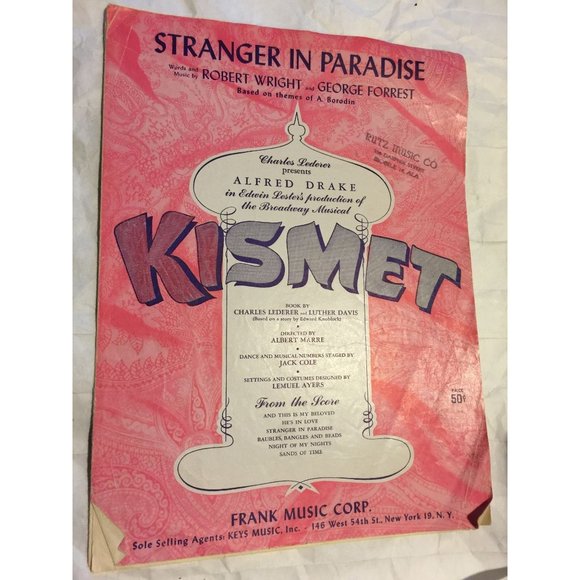 STRANGER IN PARADISE
Words and Music by ROBERT WRIGHT and GEORGE FORREST
Based on themes of A. Borodin
RUTZ MUSIC CO
MOBILE 16, ALA
Charles Lederer
presents
ALFRED DRAKE
in Edwin Lester's production of
the Broadway Musical
KISMET
BOOK BY
CHARLES LEDERER and LUTHER DAVIS
(Based on a story by Edward Knoblock)
DIRECTED BY
ALBERT MARRE
DANCE AND MUSICAL NUMBERS STAGED BY
JACK COLE
SETTINGS AND COSTUMES DESIGNED BY
LEMUEL AYERS
PRICE
50¢
From the Score
AND THIS IS MY BELOVED
HE'S IN LOVE
STRANGER IN PARADISE
BAUBLES, BANGLES AND BEADS
NIGHT OF MY NIGHTS
SANDS OF TIME
FRANK MUSIC CORP.
Sole Selling Agents: KEYS MUSIC, Inc. - 146 West 54th St., New York 19, N. Y.